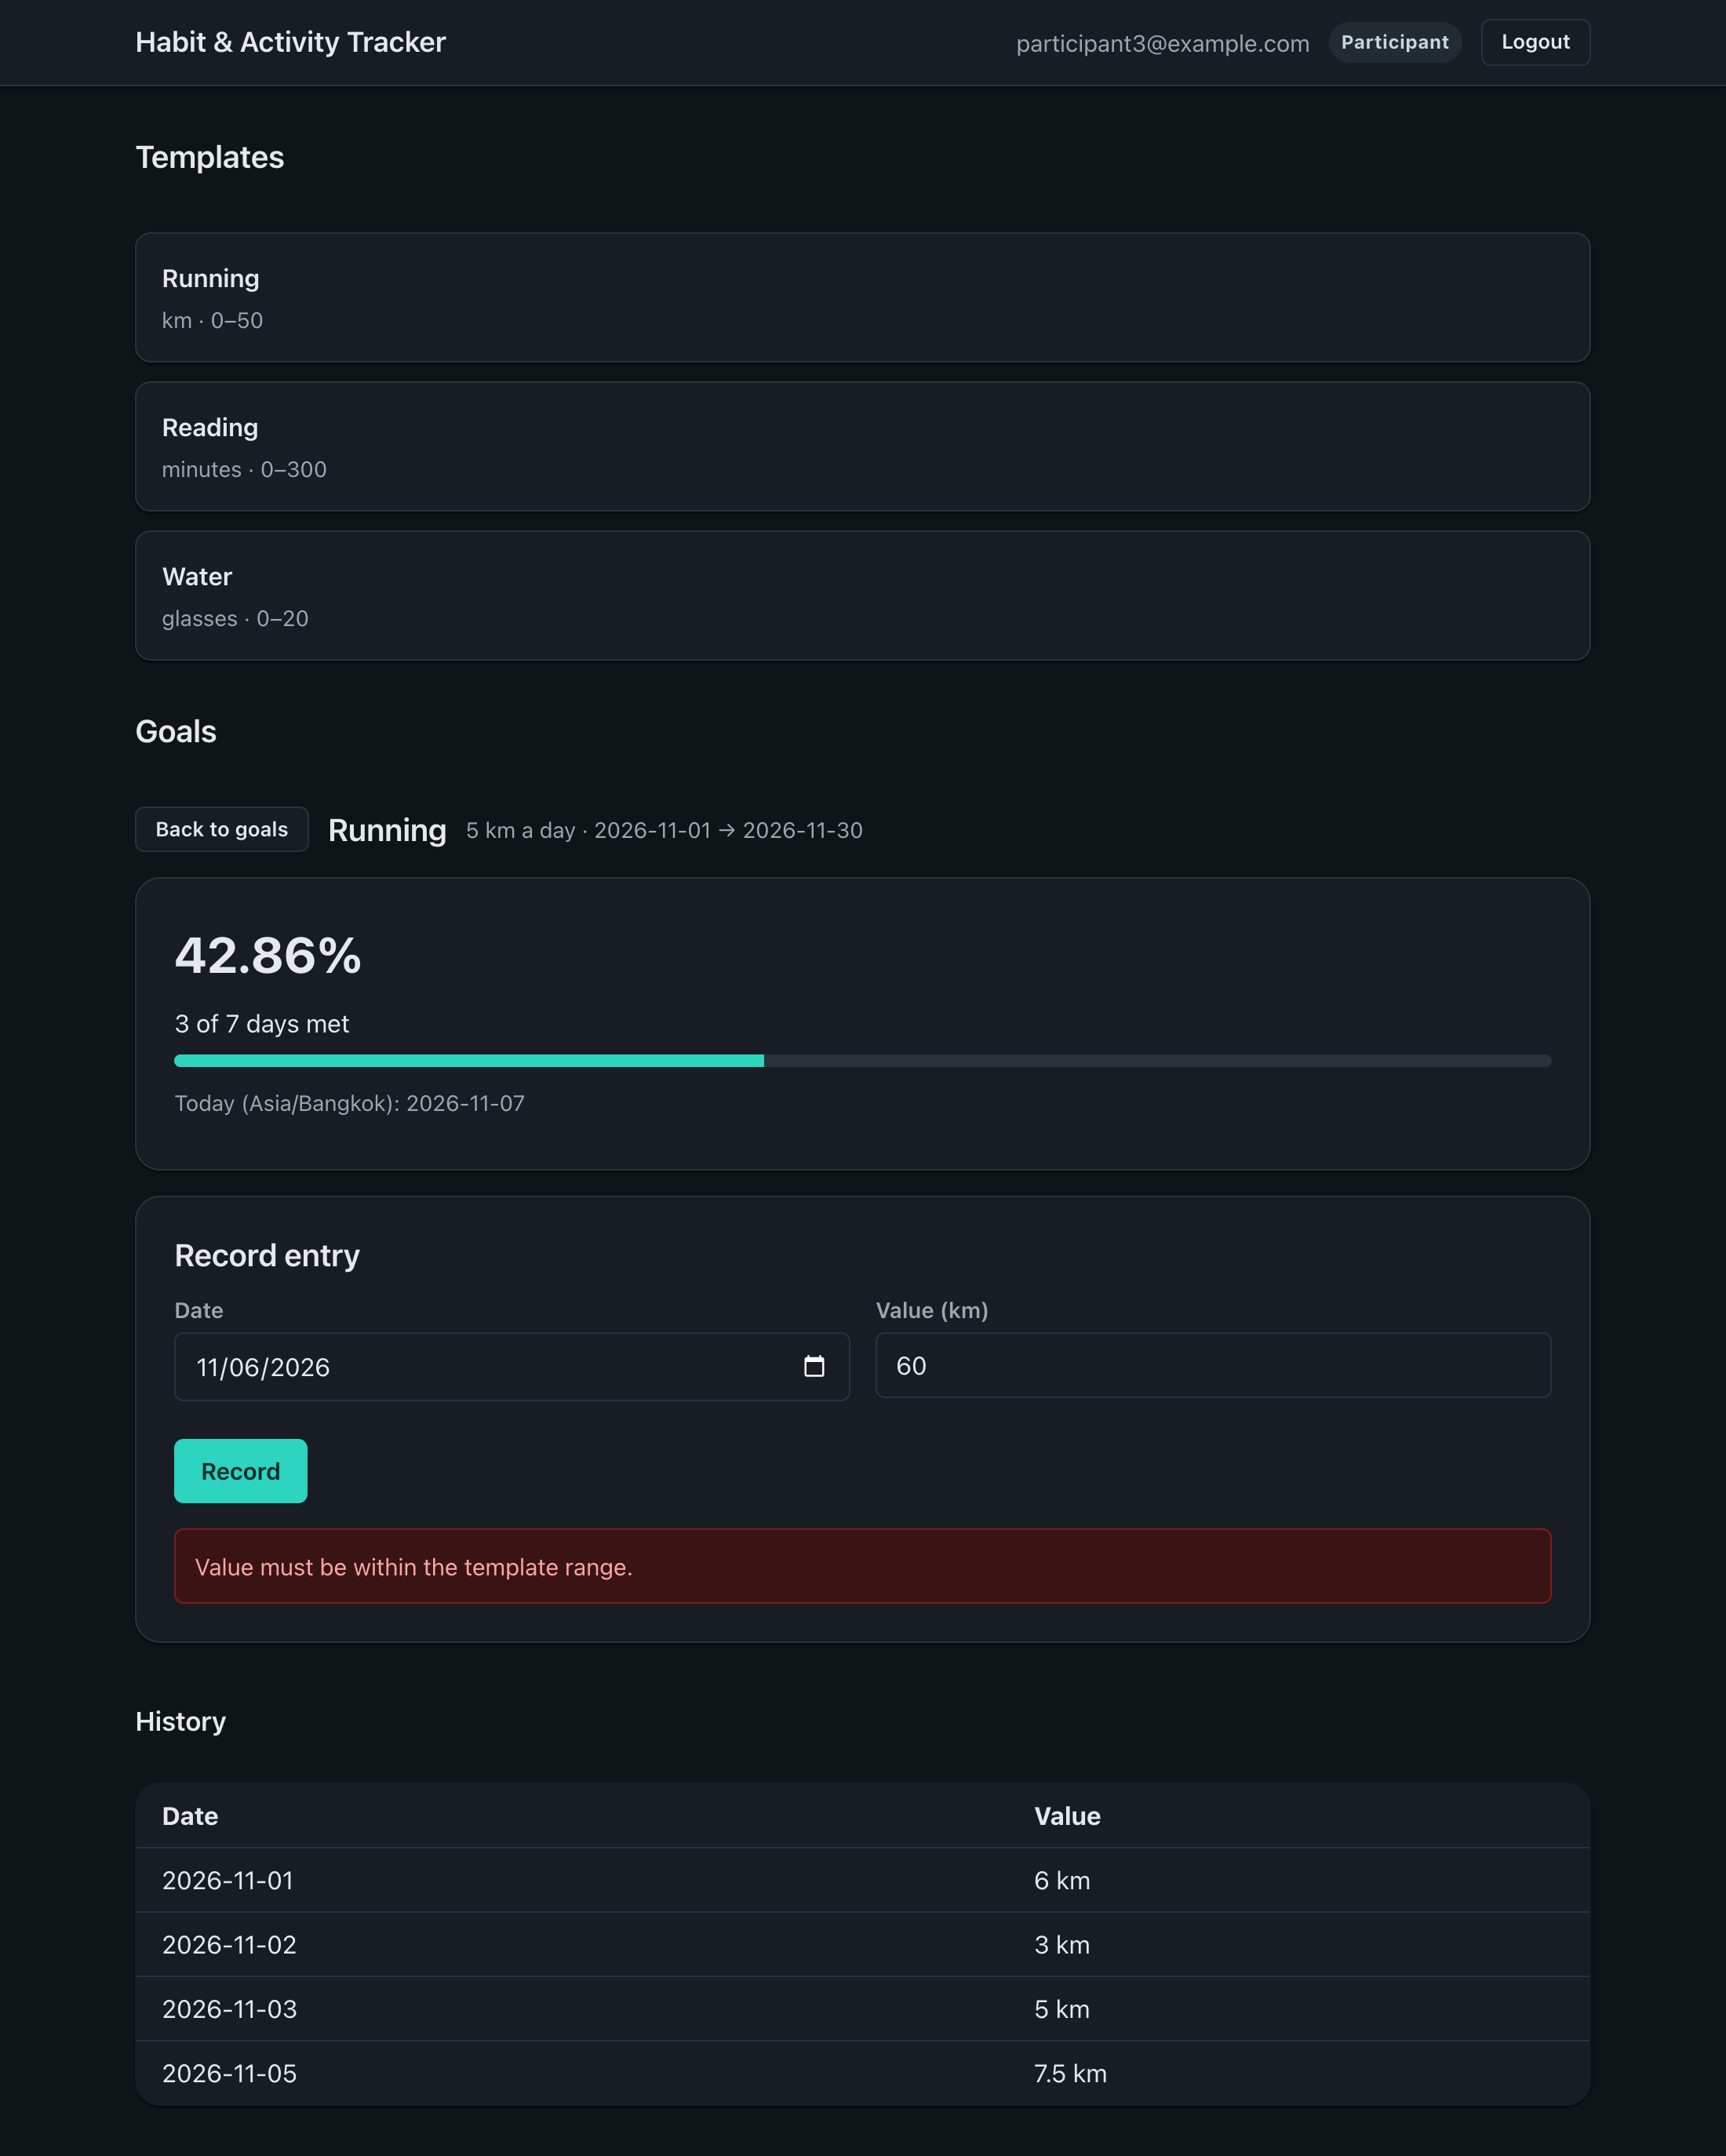 Habit & Activity Tracker
participant3@example.com
Participant
Logout
Templates
Running
km · 0–50
Reading
minutes · 0–300
Water
glasses · 0–20
Goals
Back to goals
Running
5 km a day · 2026-11-01 → 2026-11-30
42.86%
3 of 7 days met
Today (Asia/Bangkok): 2026-11-07
Record entry
Date
Value (km)
11/06/2026
60
Record
Value must be within the template range.
History
Date Value
2026-11-01 6 km
2026-11-02 3 km
2026-11-03 5 km
2026-11-05 7.5 km